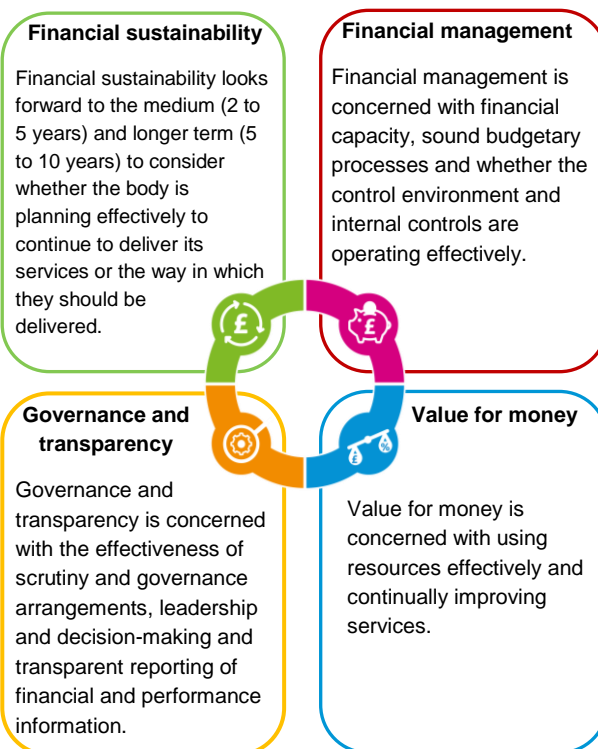 Financial sustainability
Financial sustainability looks
forward to the medium (2 to
5 years) and longer term (5
to 10 years) to consider
whether the body is
planning effectively to
continue to deliver its
services or the way in which
they should be
delivered.
Financial management
Financial management is
concerned with financial
capacity, sound budgetary
processes and whether the
control environment and
internal controls are
operating effectively.
£
£
Governance and
transparency
Governance and
transparency is concerned
with the effectiveness of
scrutiny and governance
arrangements, leadership
and decision-making and
transparent reporting of
financial and performance
information.
Value for money
£ %
Value for money is
concerned with using
resources effectively and
continually improving
services.